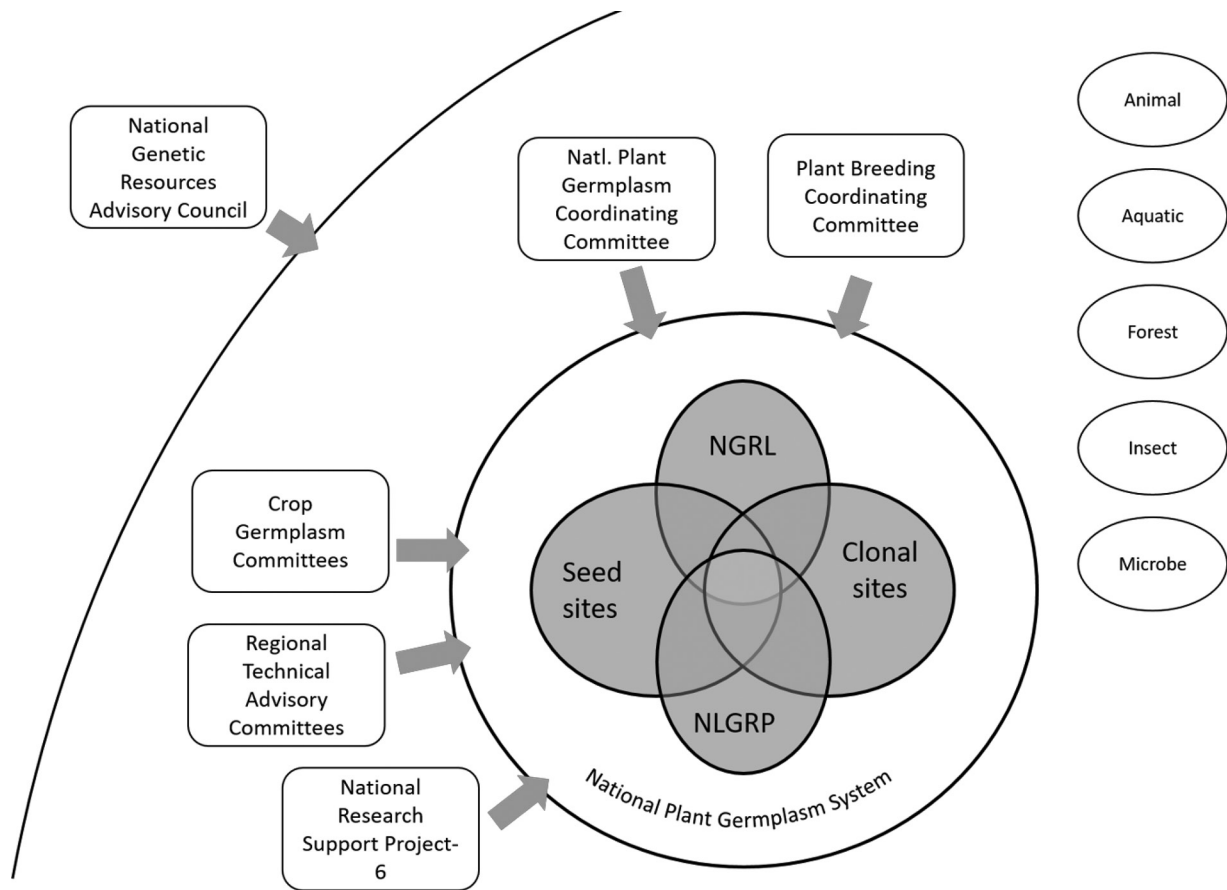 National
Genetic
Resources
Advisory Council
Natl. Plant
Germplasm
Coordinating
Committee
Plant Breeding
Coordinating
Committee
Animal
Aquatic
Forest
Insect
Microbe
Crop
Germplasm
Committees
Regional
Technical
Advisory
Committees
National
Research
Support Project-
6
NGRL
Seed
sites
Clonal
sites
NLGRP
National Plant Germplasm System